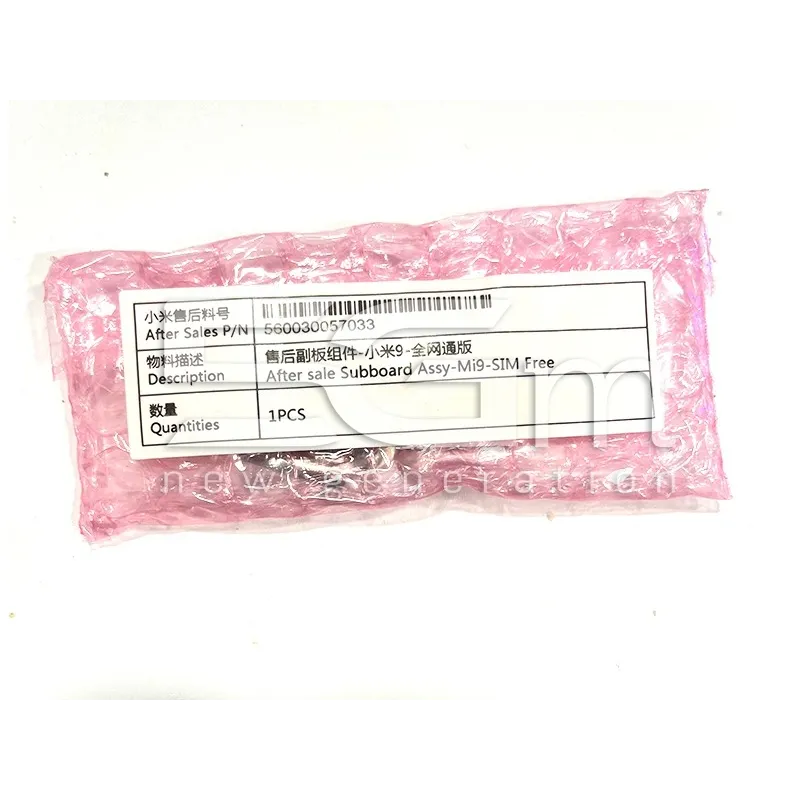 小米售后料号
After Sales P/N
560030057033
物料描述
Description
售后副板组件-小米9-全网通版
After sale Subboard Assy-Mi9-SIM Free
数量
Quantities
1PCS
EGm
new generation